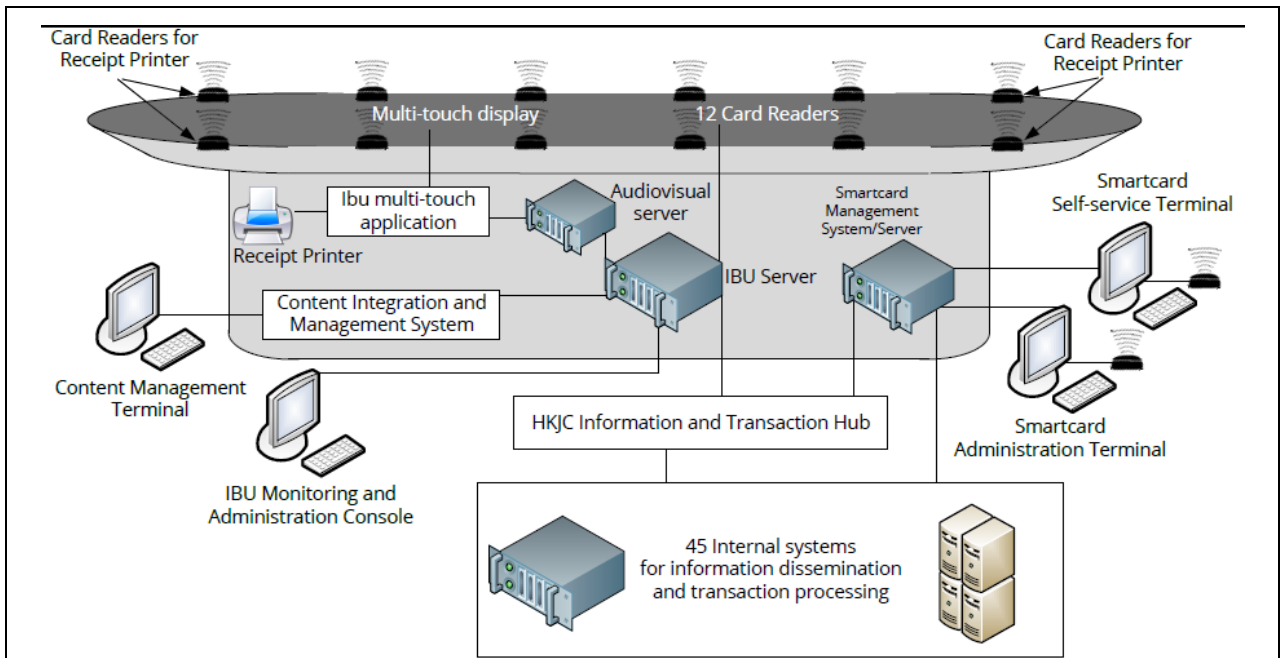 Card Readers for
Receipt Printer
Card Readers for
Receipt Printer
Multi-touch display
12 Card Readers
Ibu multi-touch
application
Audiovisual
server
Smartcard
Management
System/Server
Smartcard
Self-service Terminal
Receipt Printer
IBU Server
Content Integration and
Management System
Content Management
Terminal
HKJC Information and Transaction Hub
Smartcard
Administration Terminal
IBU Monitoring and
Administration Console
45 Internal systems
for information dissemination
and transaction processing